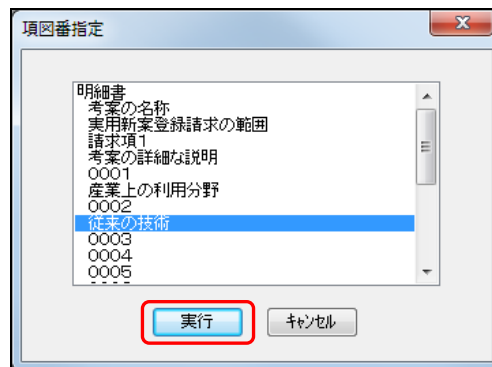 項図番指定
明細書
考案の名称
実用新案登録請求の範囲
請求項1
考案の詳細な説明
0001
産業上の利用分野
0002
従来の技術
0003
0004
0005
実行
ｷｬﾝｾﾙ